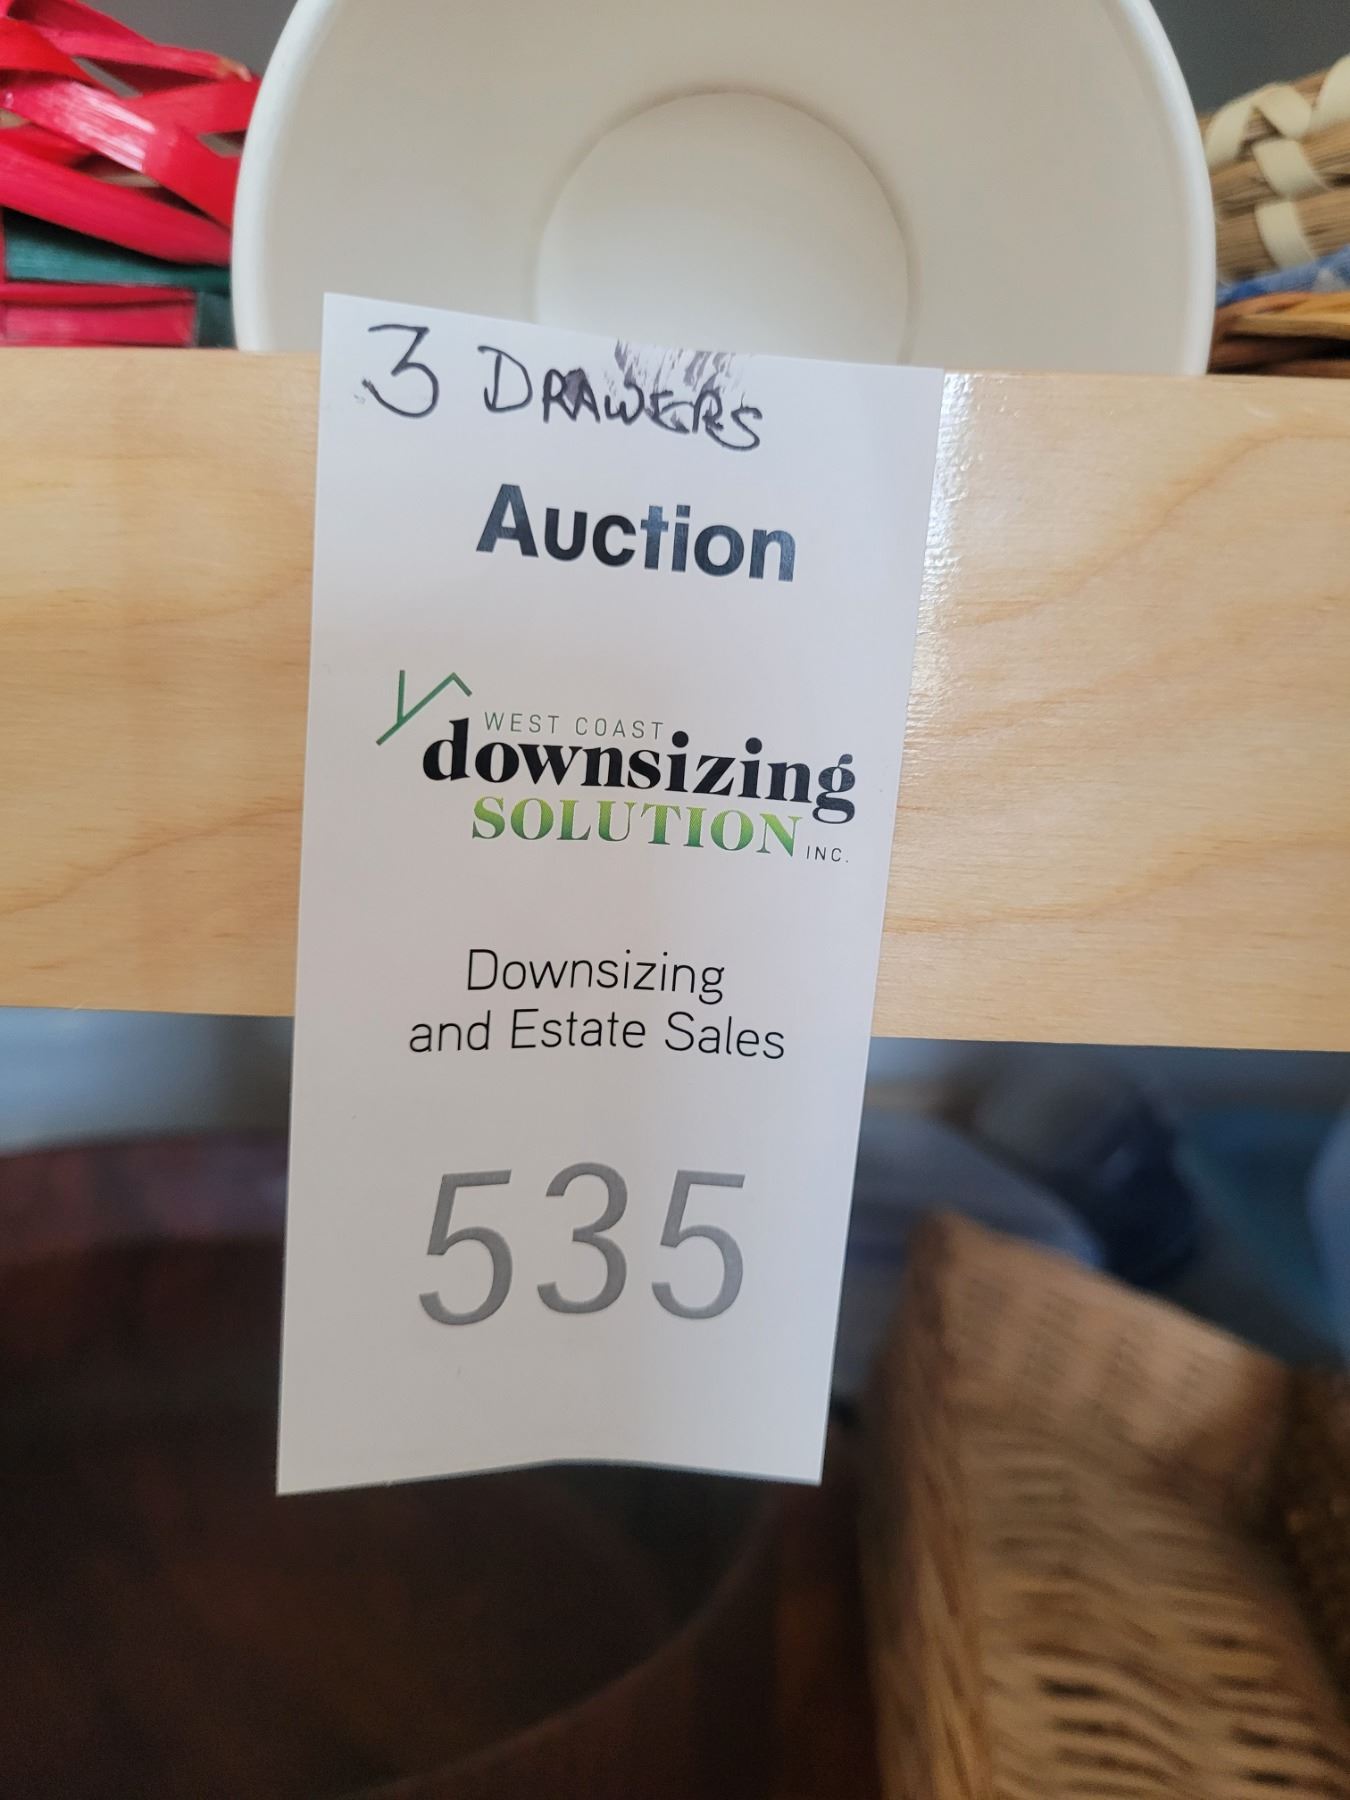 3 DRAWERS
Auction
WEST COAST
downsizing
SOLUTION INC.
Downsizing
and Estate Sales
535